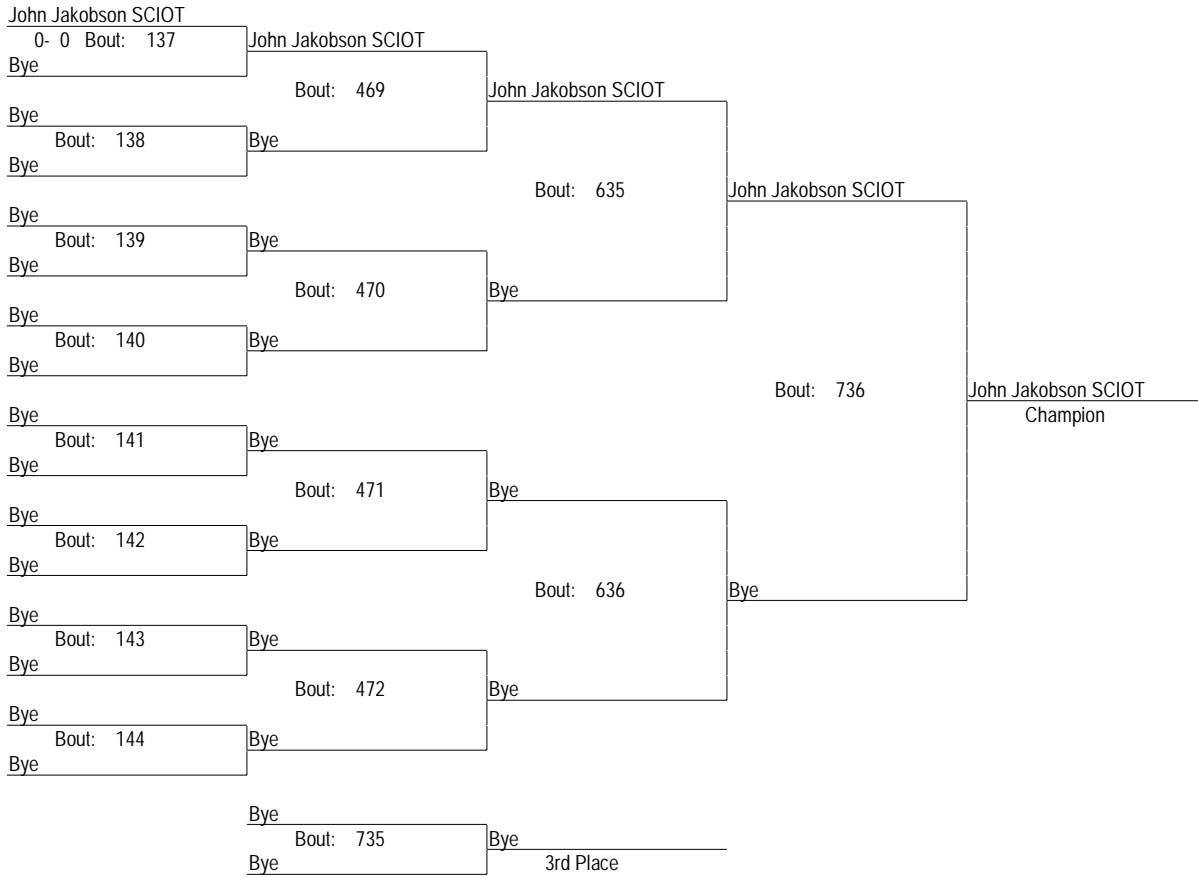 John Jakobson SCIOT
0- 0 Bout: 137 John Jakobson SCIOT
Bye
Bout: 469 John Jakobson SCIOT
Bye
Bout: 138 Bye
Bye
Bout: 635 John Jakobson SCIOT
Bye
Bout: 139 Bye
Bye
Bout: 470 Bye
Bye
Bout: 140 Bye
Bye
Bout: 736 John Jakobson SCIOT
Champion
Bye
Bout: 141 Bye
Bye
Bout: 471 Bye
Bye
Bout: 142 Bye
Bye
Bout: 636 Bye
Bye
Bout: 143 Bye
Bye
Bout: 472 Bye
Bye
Bout: 144 Bye
Bye
Bye
Bout: 735 Bye
Bye 3rd Place